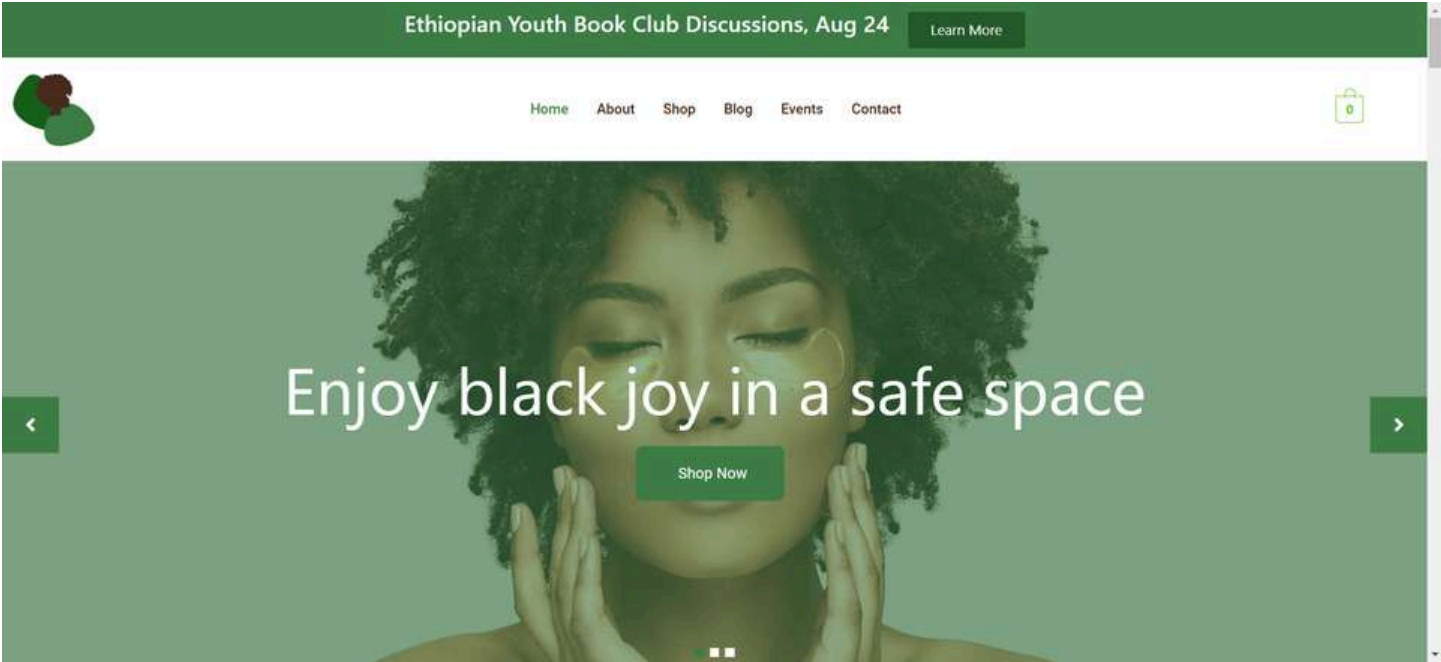 Ethiopian Youth Book Club Discussions, Aug 24 Learn More
Home About Shop Blog Events Contact 0
Enjoy black joy in a safe space
Shop Now